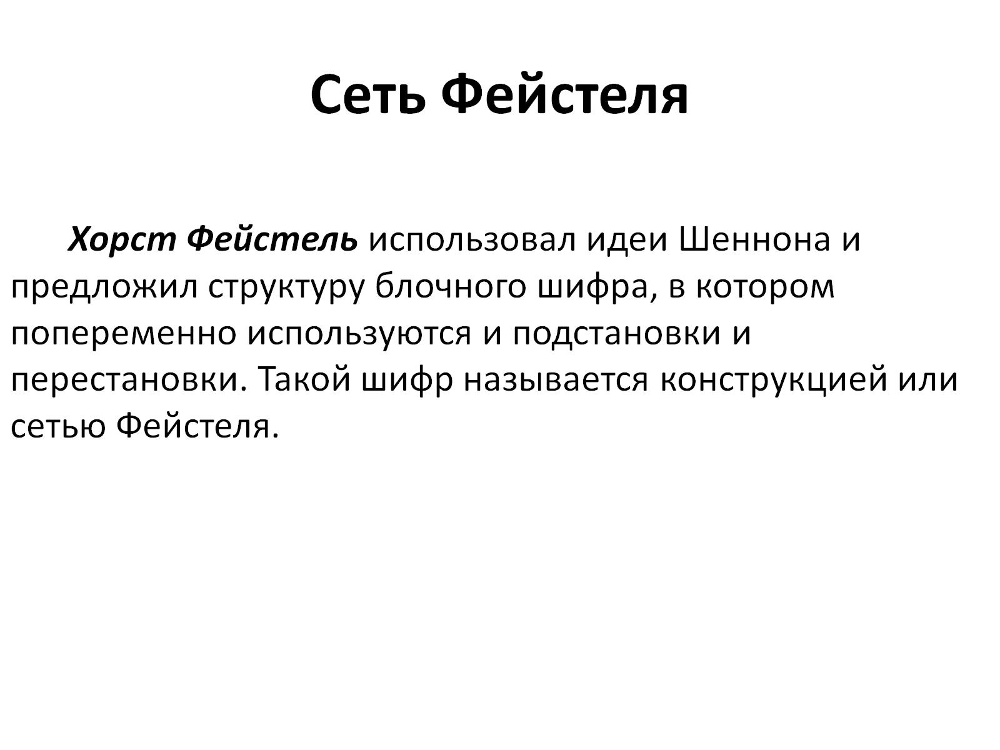 Сеть Фейстеля
Хорст Фейстель использовал идеи Шеннона и
предложил структуру блочного шифра, в котором
попеременно используются и подстановки и
перестановки. Такой шифр называется конструкцией или
сетью Фейстеля.